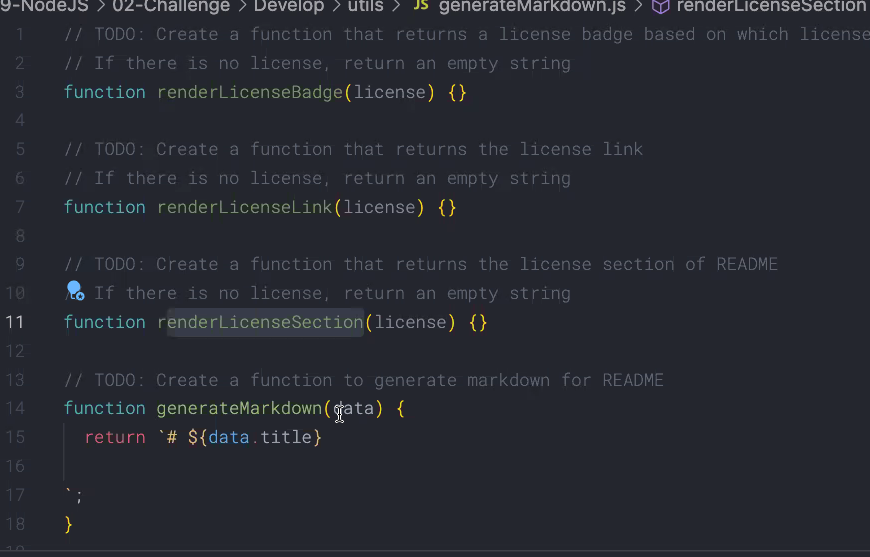 9-NodeJS > 02-Challenge > Develop > utils > JS generateMarkdown.js > renderLicenseSection
1 // TODO: Create a function that returns a license badge based on which license
2 // If there is no license, return an empty string
3 function renderLicenseBadge(license) {}
4
5 // TODO: Create a function that returns the license link
6 // If there is no license, return an empty string
7 function renderLicenseLink(license) {}
8
9 // TODO: Create a function that returns the license section of README
10 // If there is no license, return an empty string
11 function renderLicenseSection(license) {}
12
13 // TODO: Create a function to generate markdown for README
14 function generateMarkdown(data) {
15 return `# ${data.title}
16
17 `;
18 }
19